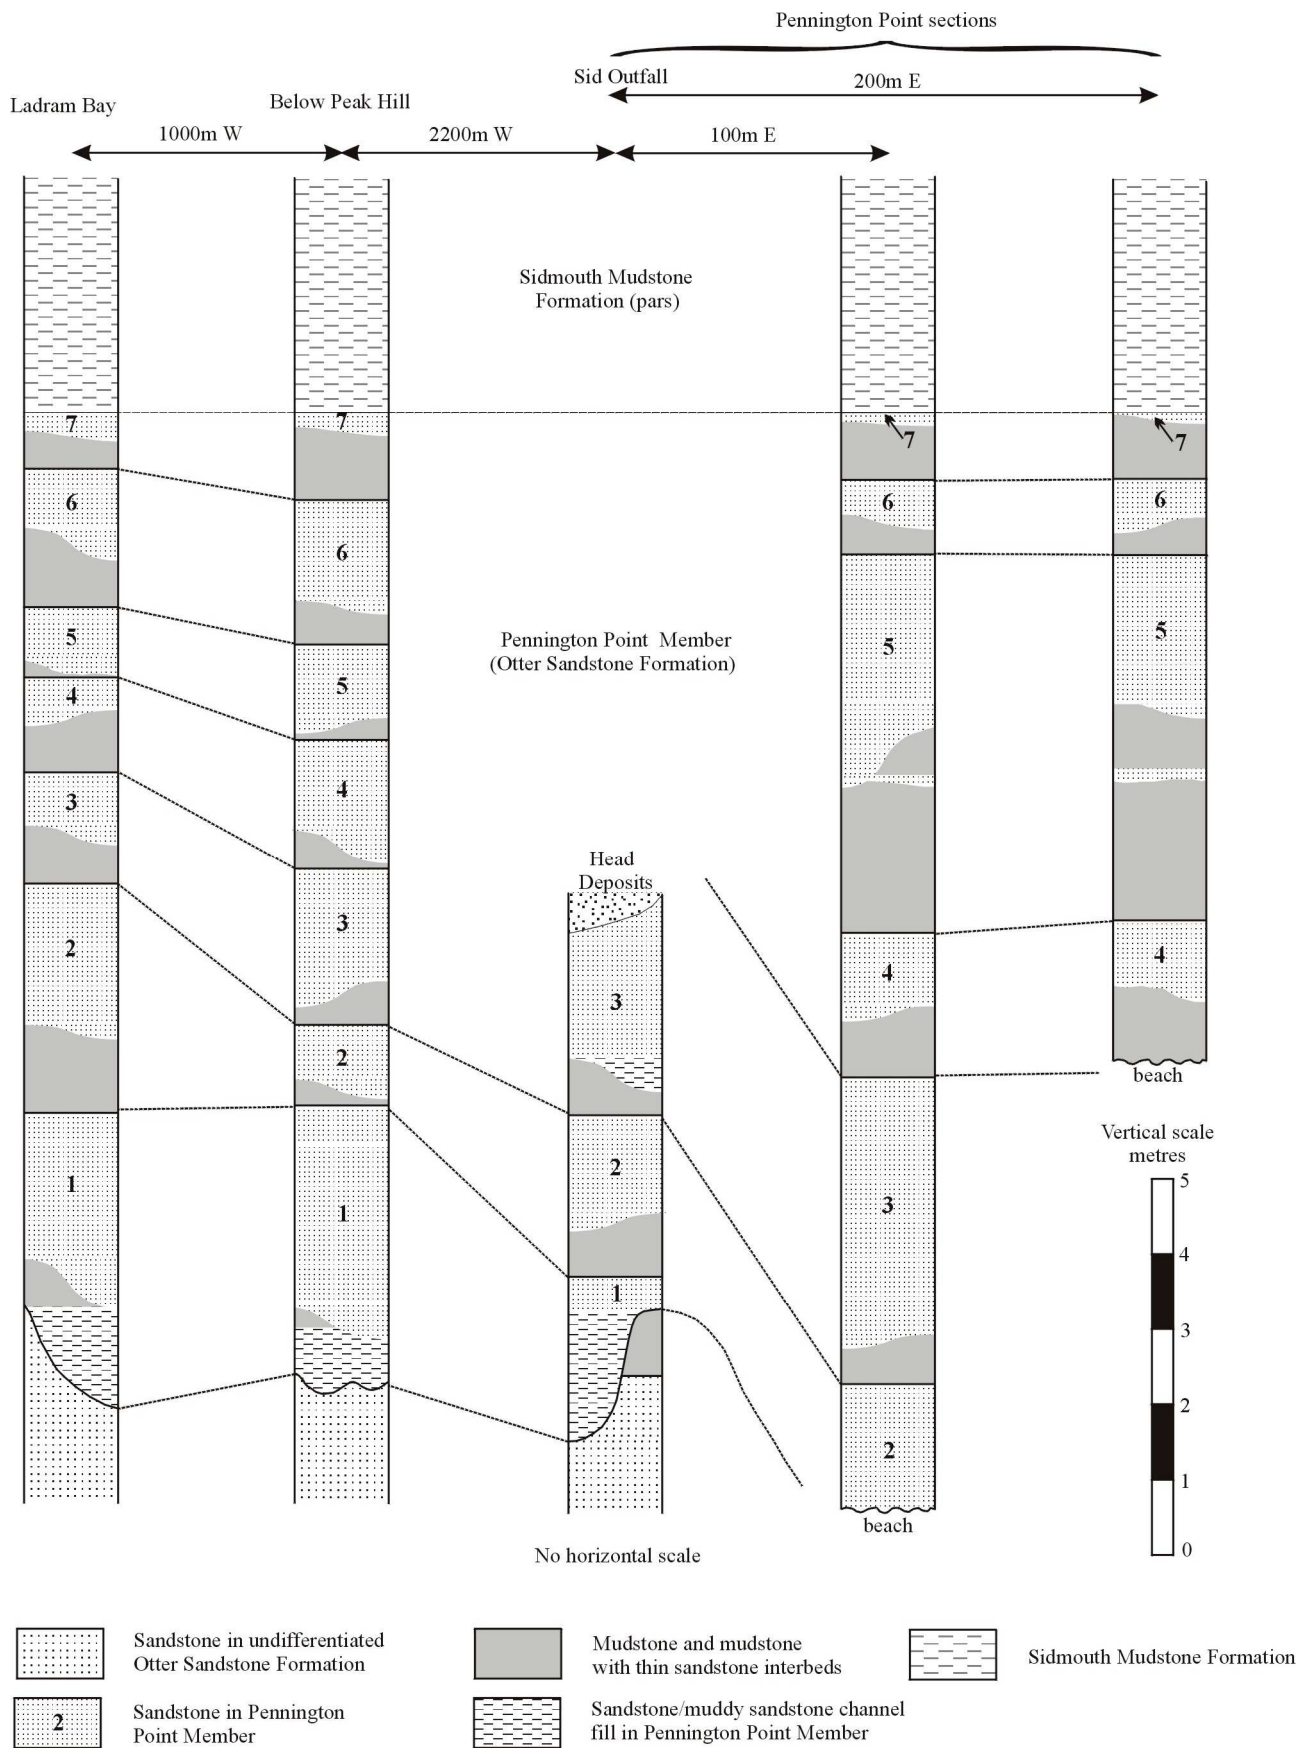 Pennington Point sections
Sid Outfall
200m E
Ladram Bay
Below Peak Hill
1000m W
2200m W
100m E
Sidmouth Mudstone
Formation (pars)
7
7
7
7
6
6
6
6
5
5
5
5
Pennington Point Member
(Otter Sandstone Formation)
4
4
4
4
3
3
Head
Deposits
3
3
2
2
2
2
1
1
1
beach
beach
Vertical scale
metres
5
4
3
2
1
0
No horizontal scale
Sandstone in undifferentiated
Otter Sandstone Formation
Mudstone and mudstone
with thin sandstone interbeds
Sidmouth Mudstone Formation
2
Sandstone in Pennington
Point Member
Sandstone/muddy sandstone channel
fill in Pennington Point Member